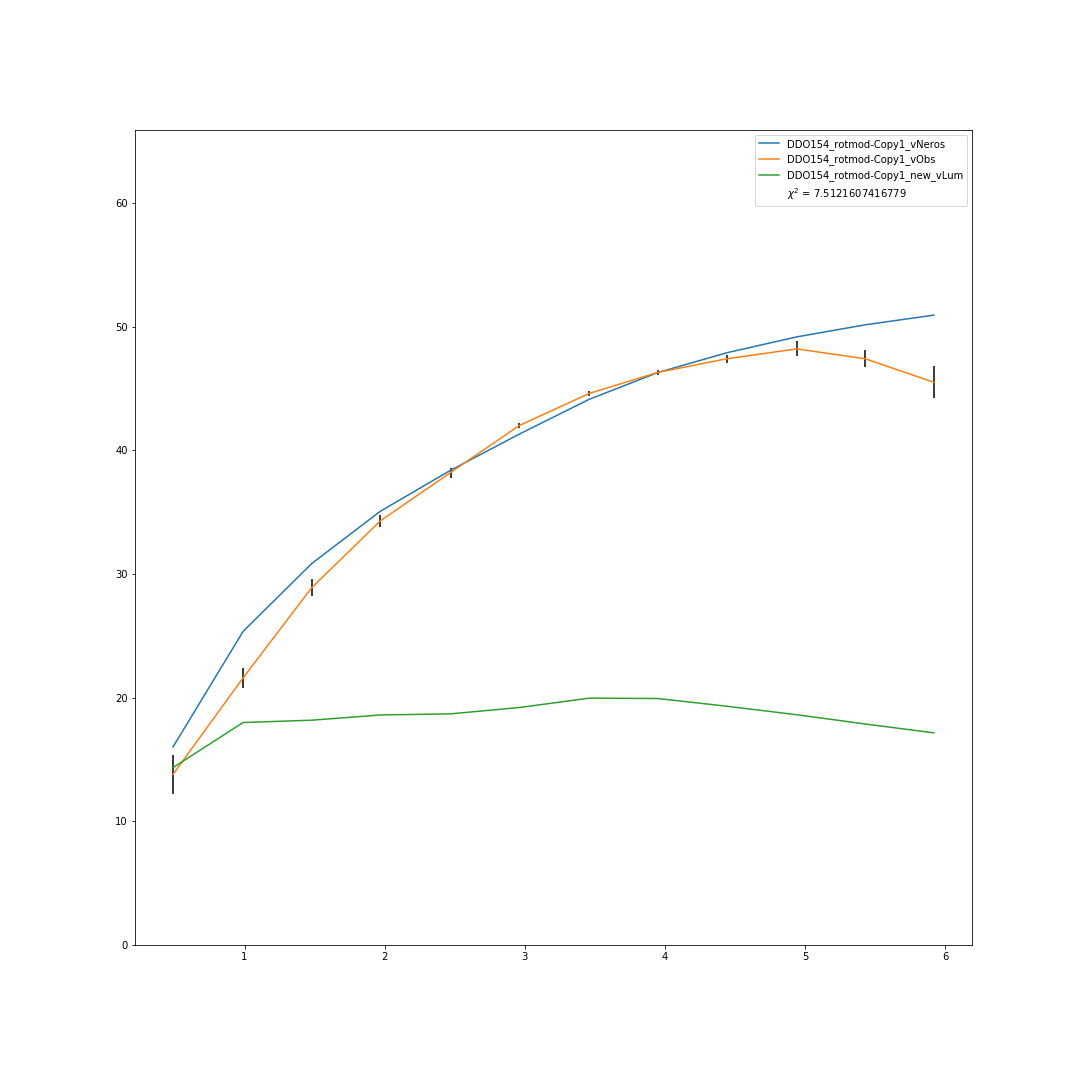 DDO154_rotmod-Copy1_vNeros
DDO154_rotmod-Copy1_vObs
DDO154_rotmod-Copy1_new_vLum
χ² = 7.5121607416779
60
50
40
30
20
10
0
1 2 3 4 5 6